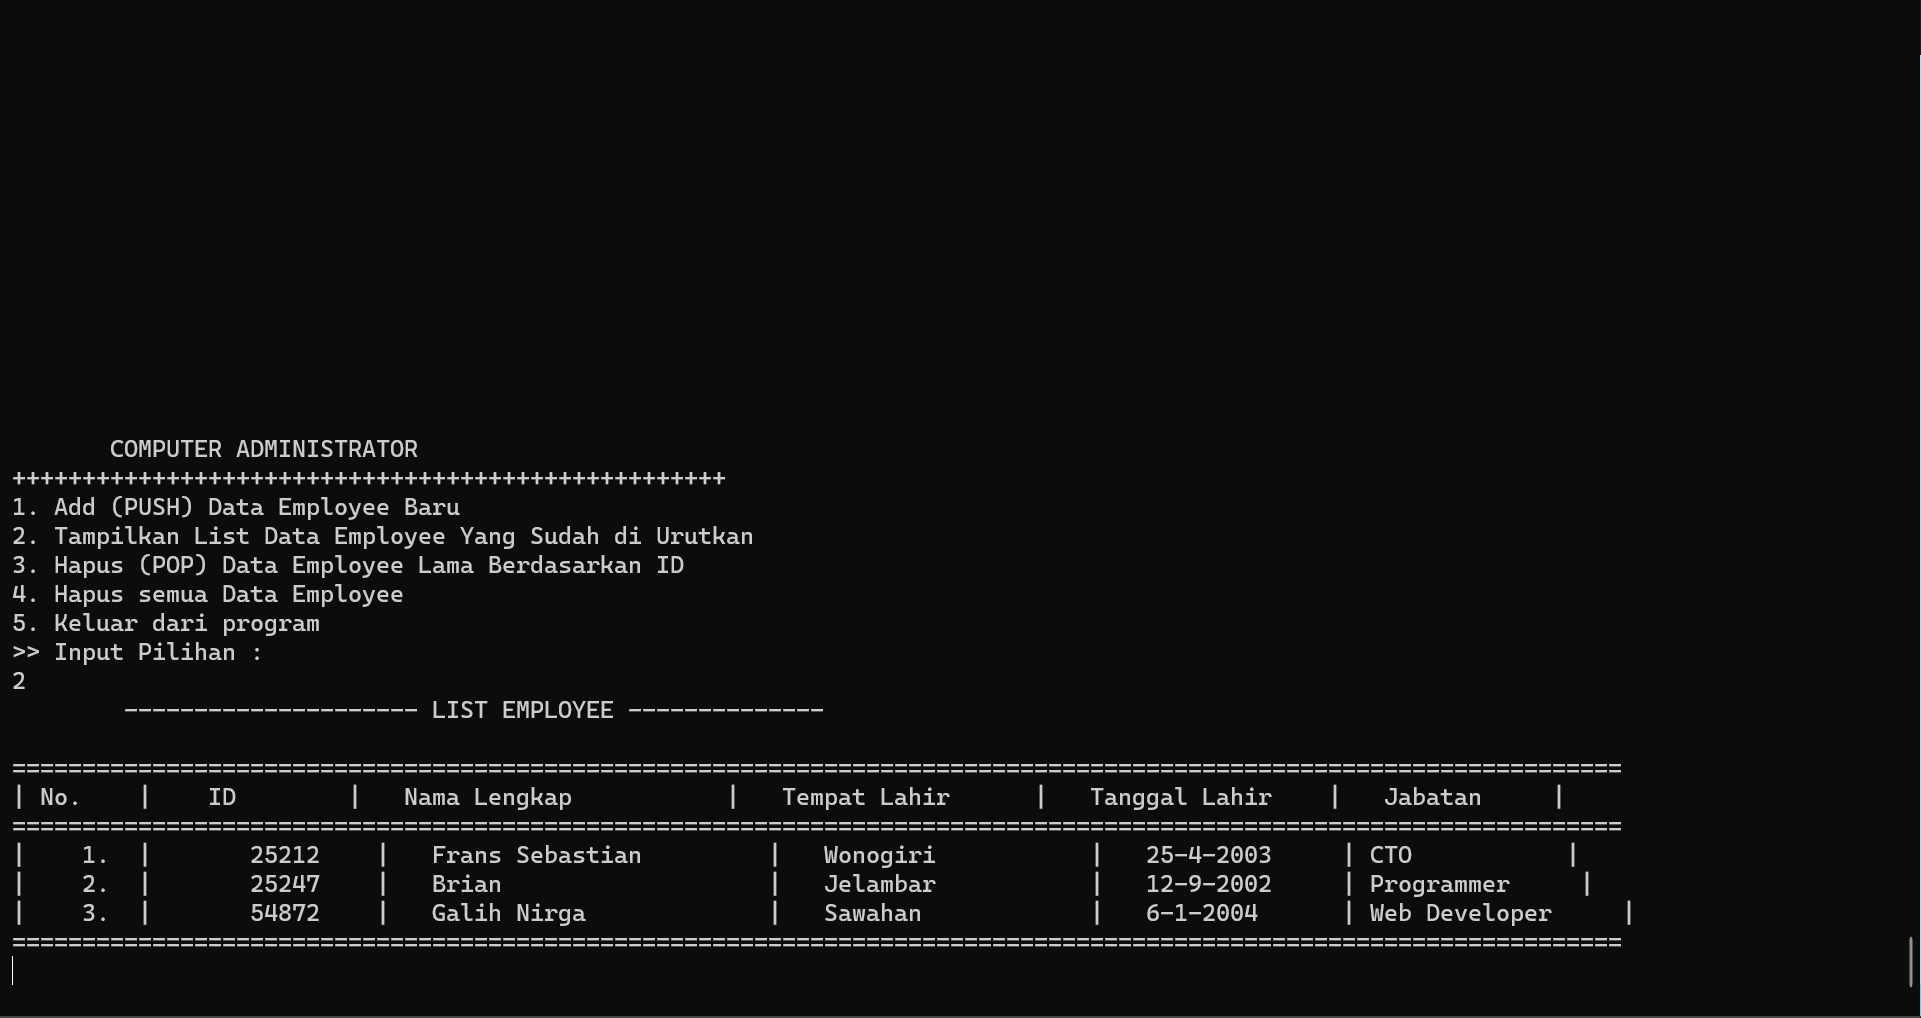 COMPUTER ADMINISTRATOR
+++++++++++++++++++++++++++++++++++++++++++++++++++
1. Add (PUSH) Data Employee Baru
2. Tampilkan List Data Employee Yang Sudah di Urutkan
3. Hapus (POP) Data Employee Lama Berdasarkan ID
4. Hapus semua Data Employee
5. Keluar dari program
>> Input Pilihan :
2
--------------------- LIST EMPLOYEE --------------
===================================================================================================================
| No. | ID | Nama Lengkap | Tempat Lahir | Tanggal Lahir | Jabatan |
===================================================================================================================
| 1. | 25212 | Frans Sebastian | Wonogiri | 25-4-2003 | CTO |
| 2. | 25247 | Brian | Jelambar | 12-9-2002 | Programmer |
| 3. | 54872 | Galih Nirga | Sawahan | 6-1-2004 | Web Developer |
===================================================================================================================